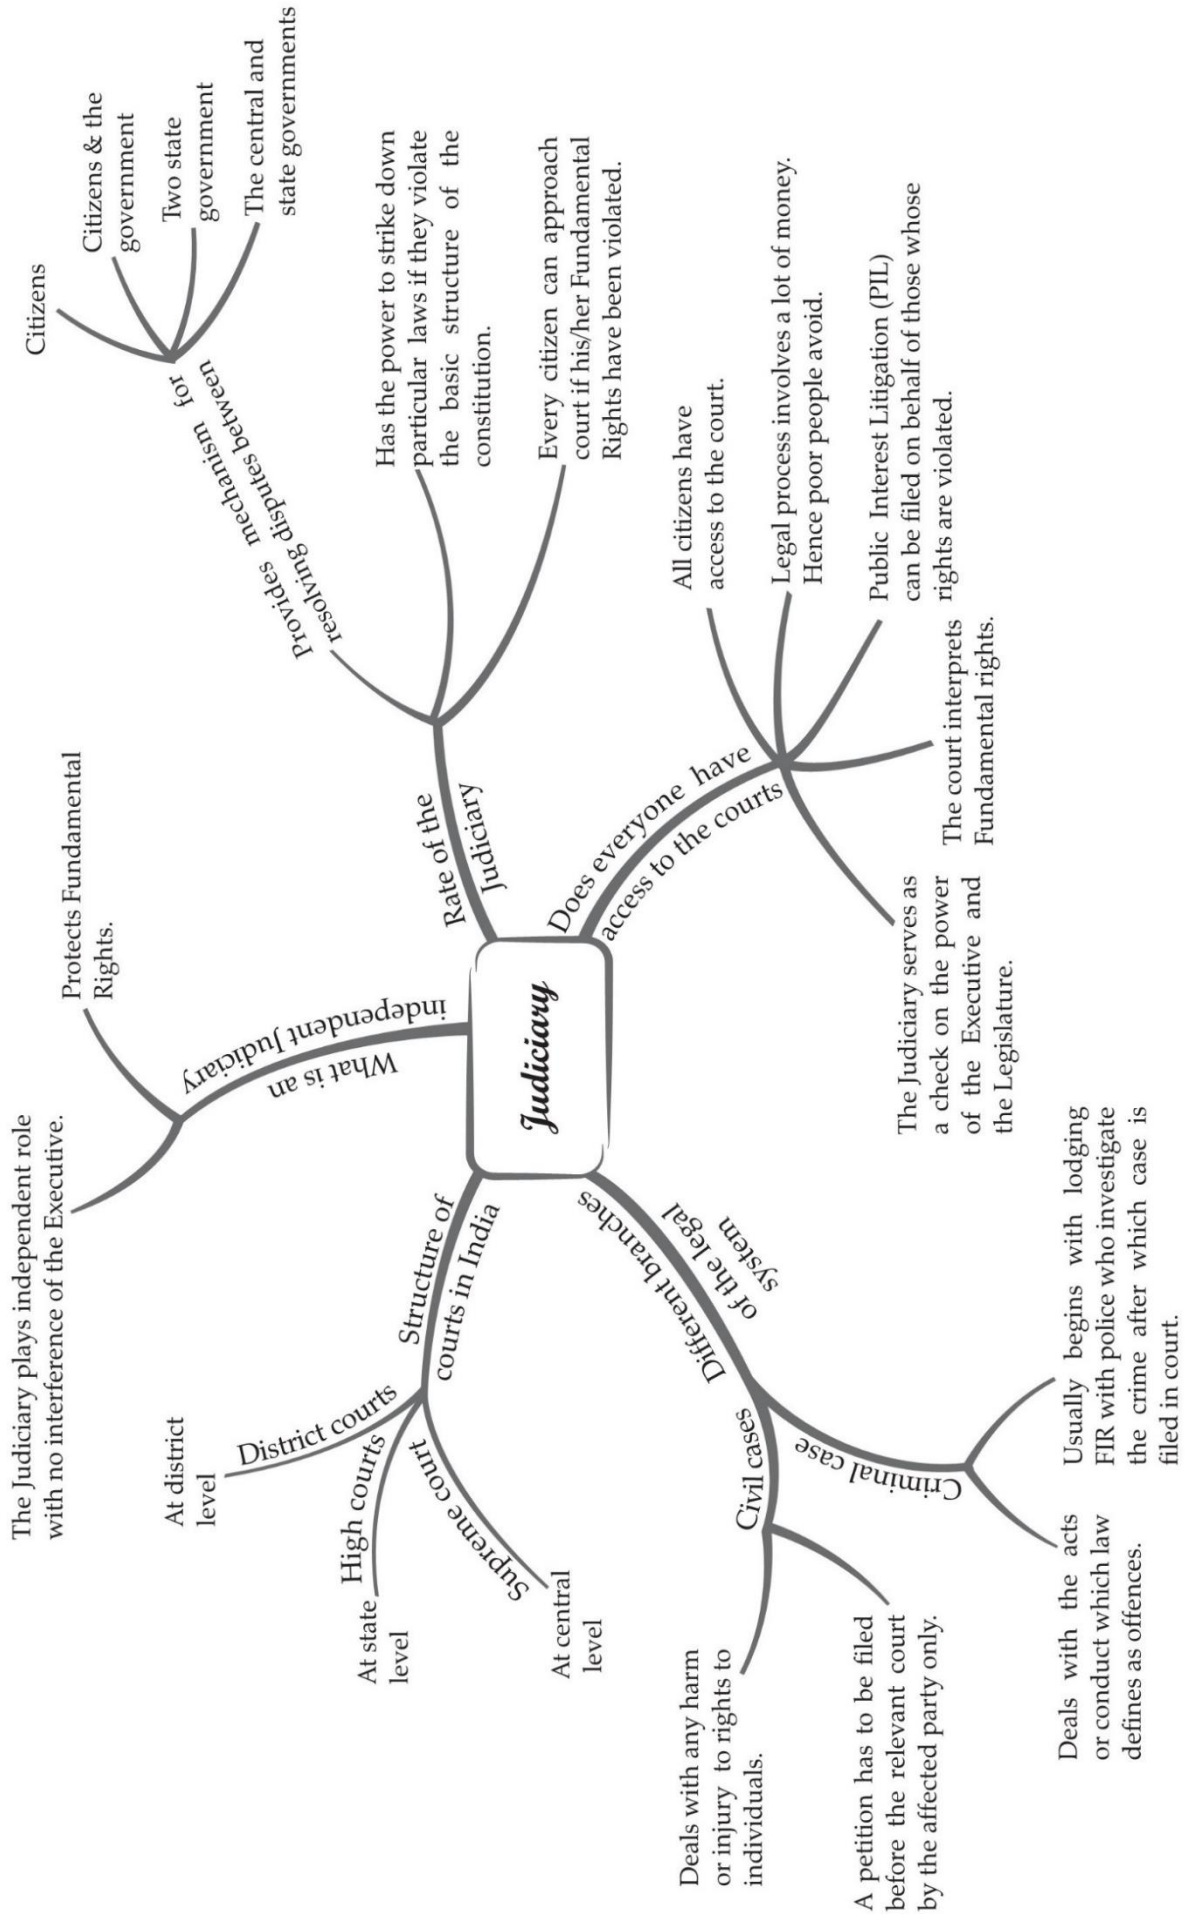 The Judiciary plays independent role
with no interference of the Executive.
Protects Fundamental
Rights.
What is an
independent Judiciary
Citizens
Citizens & the
government
Two state
government
The central and
state governments
Provides mechanism for
resolving disputes between
Has the power to strike down
particular laws if they violate
the basic structure of the
constitution.
Every citizen can approach
court if his/her Fundamental
Rights have been violated.
Rate of the
Judiciary
Judiciary
Does everyone have
access to the courts
All citizens have
access to the court.
Legal process involves a lot of money.
Hence poor people avoid.
Public Interest Litigation (PIL)
can be filed on behalf of those whose
rights are violated.
The court interprets
Fundamental rights.
The Judiciary serves as
a check on the power
of the Executive and
the Legislature.
Structure of
courts in India
District courts
At district
level
High courts
At state
level
Supreme court
At central
level
Different branches
of the legal
system
Civil cases
Deals with any harm
or injury to rights to
individuals.
A petition has to be filed
before the relevant court
by the affected party only.
Criminal case
Deals with the acts
or conduct which law
defines as offences.
Usually begins with lodging
FIR with police who investigate
the crime after which case is
filed in court.